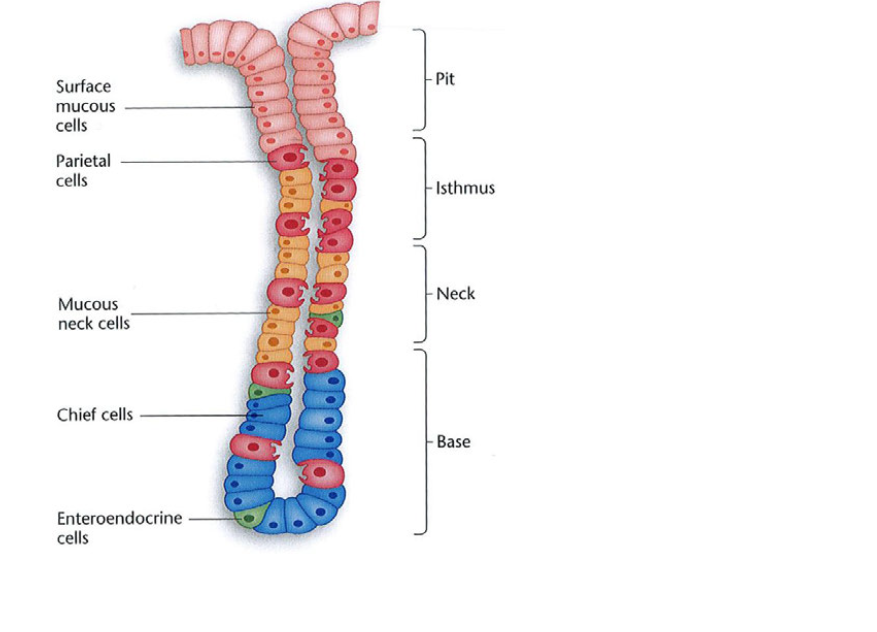 Surface
mucous
cells
Parietal
cells
Mucous
neck cells
Chief cells
Enteroendocrine
cells
Pit
Isthmus
Neck
Base